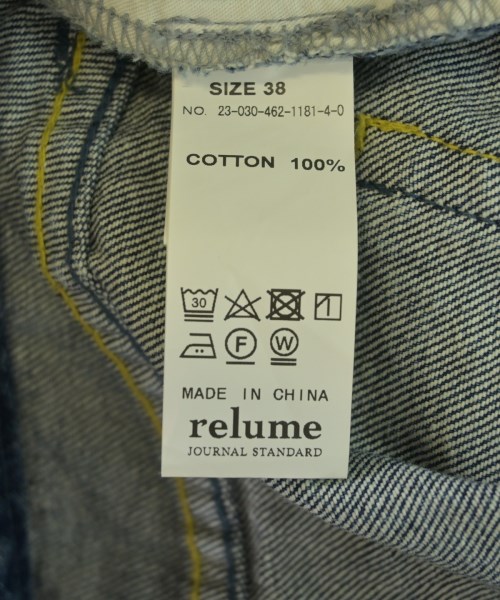 SIZE 38
NO. 23-030-462-1181-4-0
COTTON 100%
30
F W
MADE IN CHINA
relume
JOURNAL STANDARD